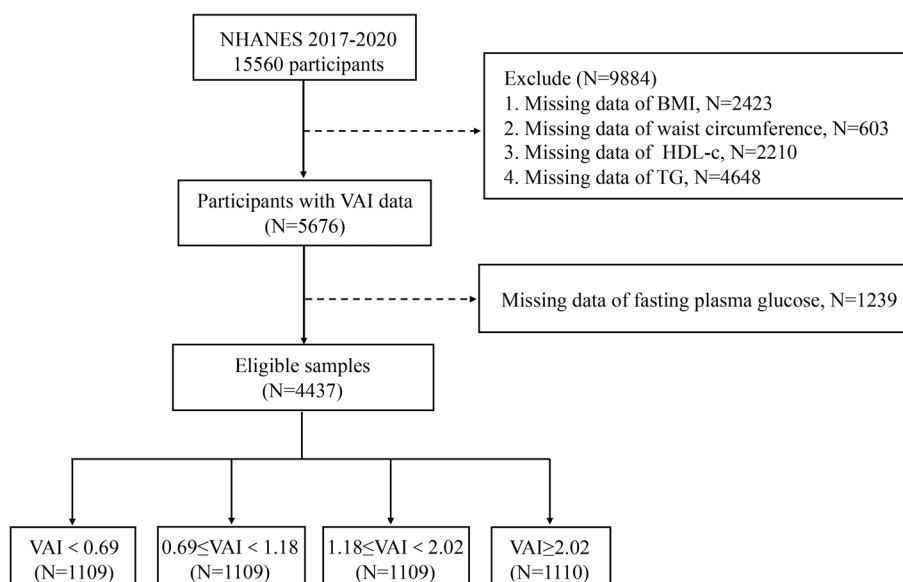 NHANES 2017-2020
15560 participants
Exclude (N=9884)
1. Missing data of BMI, N=2423
2. Missing data of waist circumference, N=603
3. Missing data of HDL-c, N=2210
4. Missing data of TG, N=4648
Participants with VAI data
(N=5676)
Missing data of fasting plasma glucose, N=1239
Eligible samples
(N=4437)
VAI < 0.69
(N=1109)
0.69≤VAI < 1.18
(N=1109)
1.18≤VAI < 2.02
(N=1109)
VAI≥2.02
(N=1110)